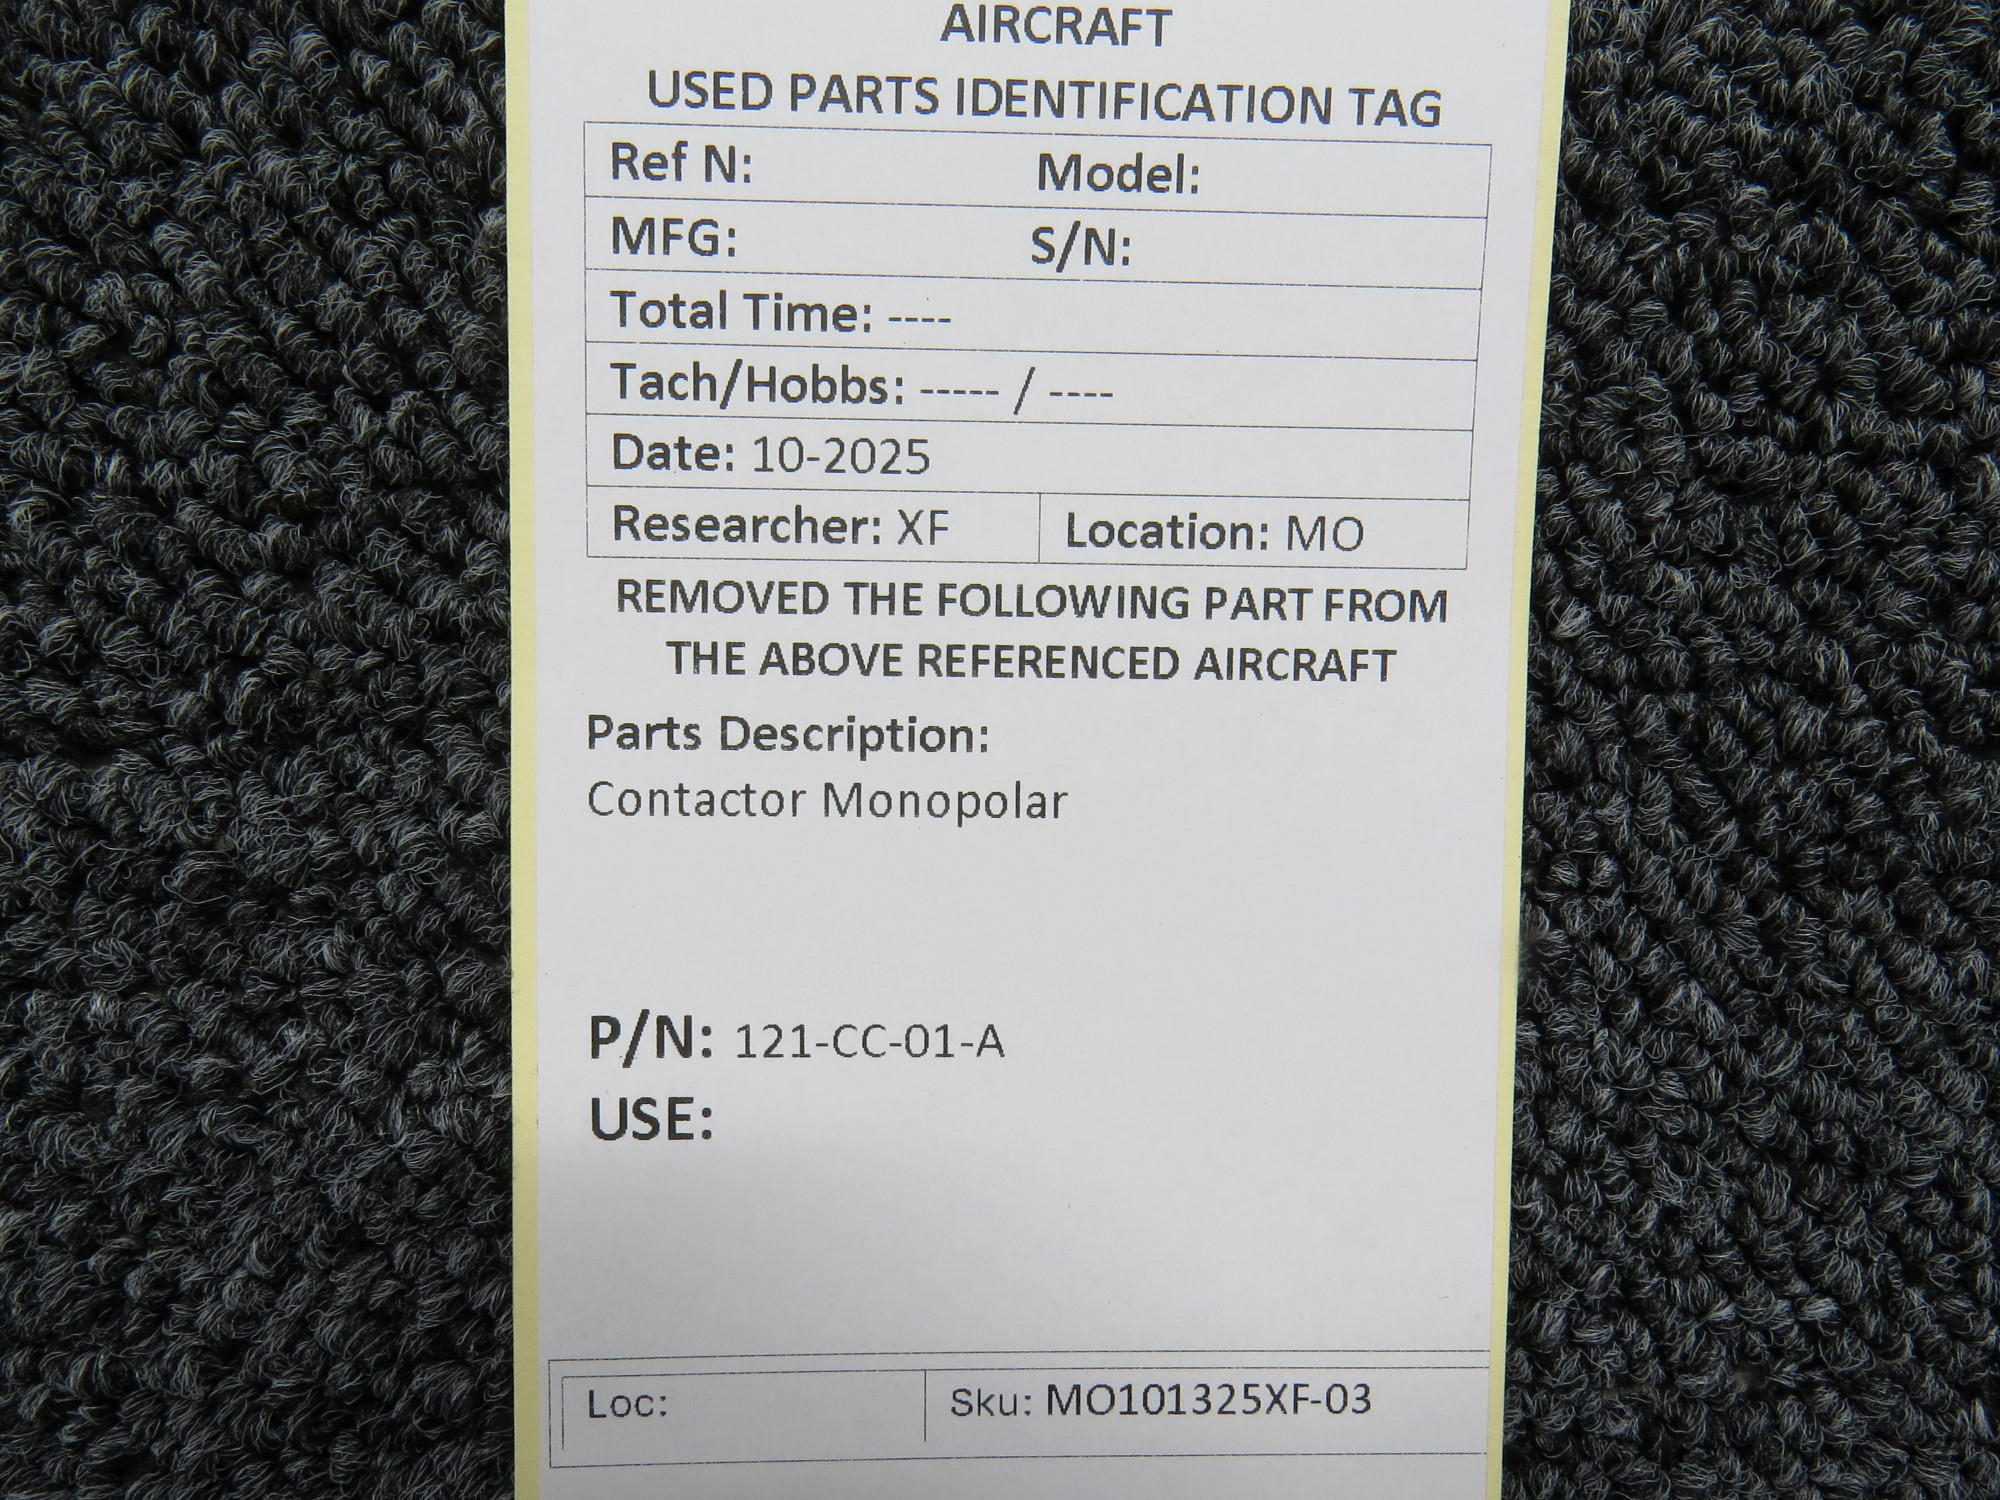 AIRCRAFT
USED PARTS IDENTIFICATION TAG
Ref N: Model:
MFG: S/N:
Total Time: ----
Tach/Hobbs: ----- / ----
Date: 10-2025
Researcher: XF Location: MO
REMOVED THE FOLLOWING PART FROM
THE ABOVE REFERENCED AIRCRAFT
Parts Description:
Contactor Monopolar
P/N: 121-CC-01-A
USE:
Loc: Sku: MO101325XF-03